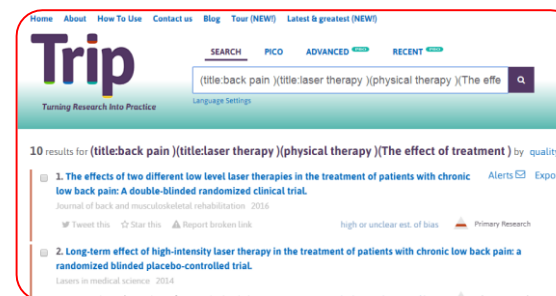 Home About How To Use Contact us Blog Tour (NEW!) Latest & greatest (NEW!)
Trip
Turning Research Into Practice
SEARCH PICO ADVANCED RECENT
(title:back pain )(title:laser therapy )(physical therapy )(The effe
Language Settings
10 results for (title:back pain )(title:laser therapy )(physical therapy )(The effect of treatment ) by quality
1. The effects of two different low level laser therapies in the treatment of patients with chronic Alerts Expo
low back pain: A double-blinded randomized clinical trial.
Journal of back and musculoskeletal rehabilitation 2016
Tweet this Star this Report broken link high or unclear est. of bias Primary Research
2. Long-term effect of high-intensity laser therapy in the treatment of patients with chronic low back pain: a
randomized blinded placebo-controlled trial.
Lasers in medical science 2014